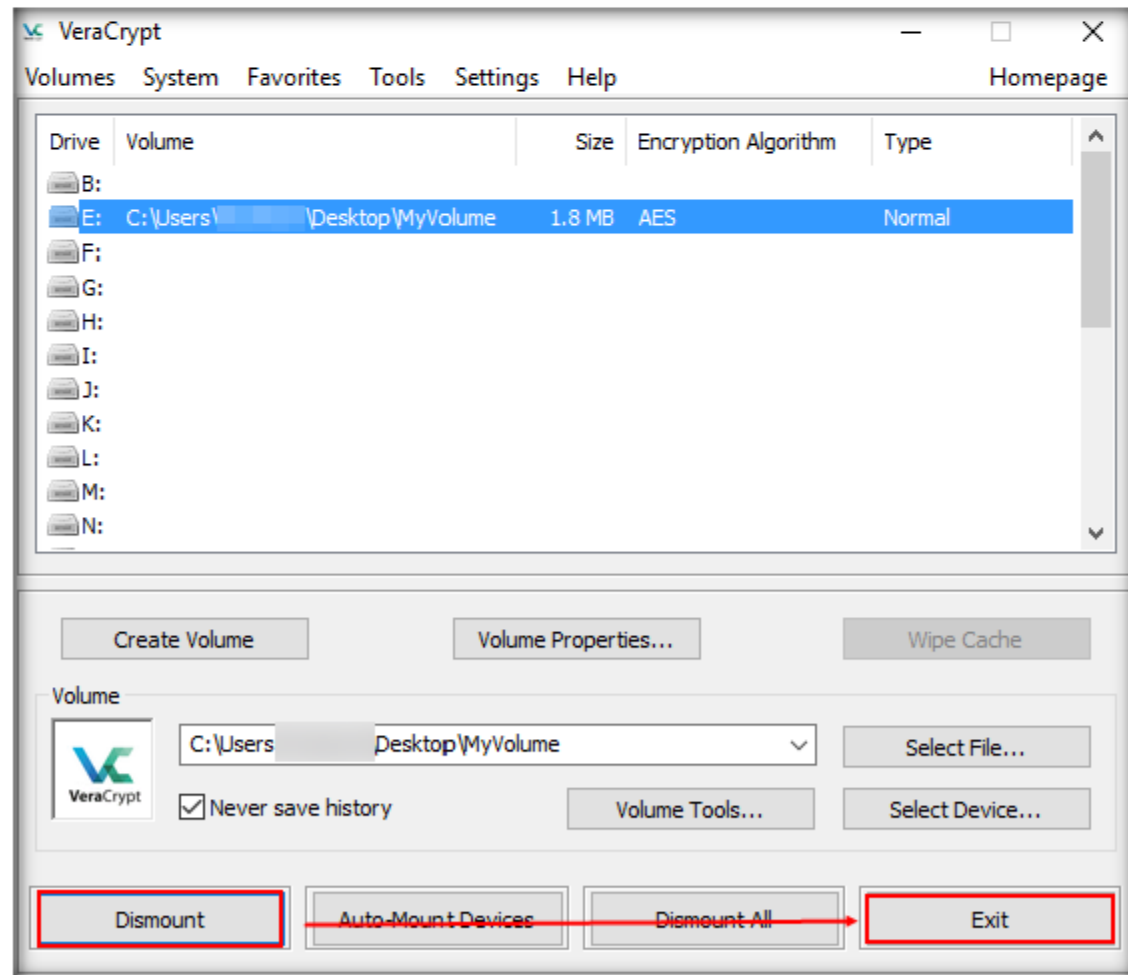 VeraCrypt
Volumes System Favorites Tools Settings Help Homepage
Drive Volume Size Encryption Algorithm Type
B:
E: C:\Users\ \Desktop\MyVolume 1.8 MB AES Normal
F:
G:
H:
I:
J:
K:
L:
M:
N:
Create Volume Volume Properties... Wipe Cache
Volume
VeraCrypt
C:\Users \Desktop\MyVolume Select File...
Never save history Volume Tools... Select Device...
Dismount Auto-Mount Devices Dismount All Exit